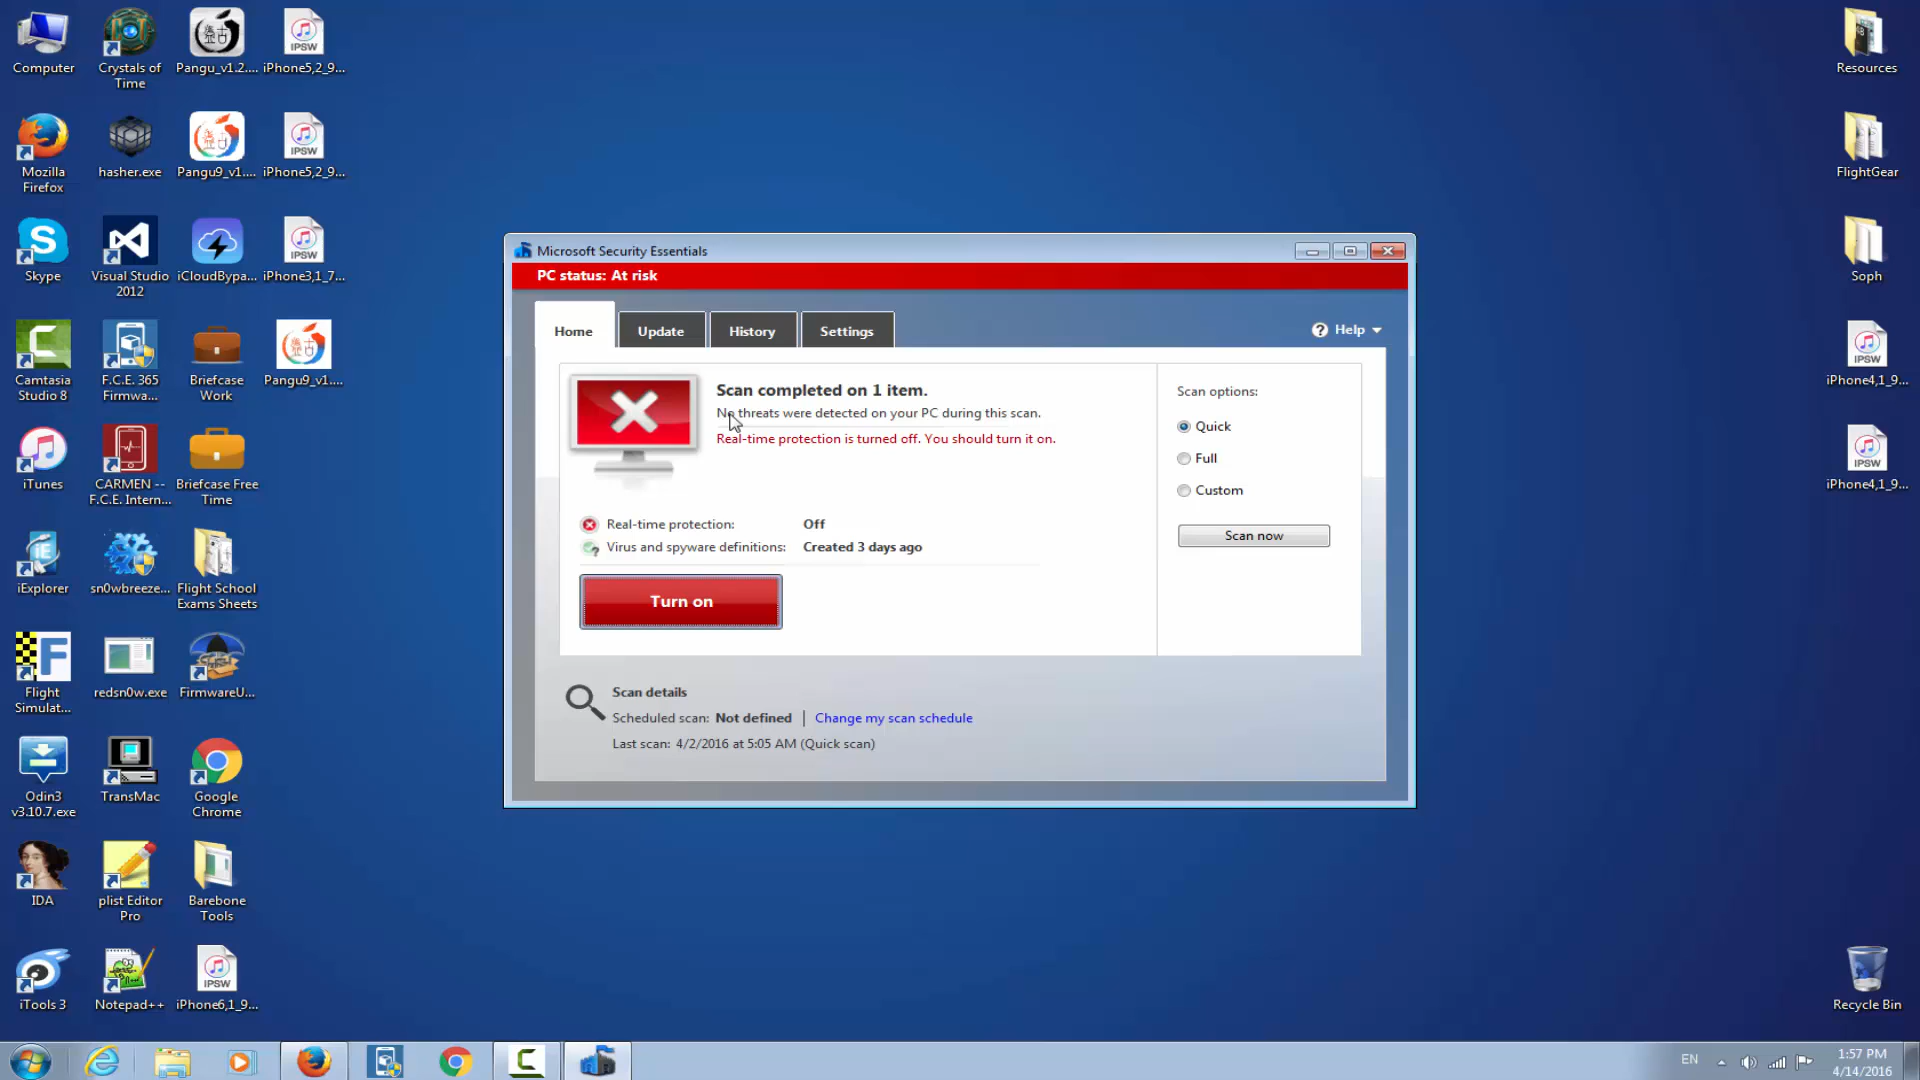 Computer
Crystals of
Time
Pangu_v1.2....
iPhone5,2_9...
Mozilla
Firefox
hasher.exe
Pangu9_v1....
iPhone5,2_9...
Skype
Visual Studio
2012
iCloudBypa...
iPhone3,1_7...
Camtasia
Studio 8
F.C.E. 365
Firmwa...
Briefcase
Work
Pangu9_v1....
iTunes
CARMEN --
F.C.E. Intern...
Briefcase Free
Time
iExplorer
sn0wbreeze...
Flight School
Exams Sheets
Flight
Simulat...
redsn0w.exe
FirmwareU...
Odin3
v3.10.7.exe
TransMac
Google
Chrome
IDA
plist Editor
Pro
Barebone
Tools
iTools 3
Notepad++
iPhone6,1_9...
IPSW
IPSW
IPSW
IPSW
Microsoft Security Essentials
PC status: At risk
Home
Update
History
Settings
Help
Scan completed on 1 item.
No threats were detected on your PC during this scan.
Real-time protection is turned off. You should turn it on.
Real-time protection: Off
Virus and spyware definitions: Created 3 days ago
Turn on
Scan options:
Quick
Full
Custom
Scan now
Scan details
Scheduled scan: Not defined | Change my scan schedule
Last scan: 4/2/2016 at 5:05 AM (Quick scan)
Resources
FlightGear
Soph
IPSW
iPhone4,1_9...
IPSW
iPhone4,1_9...
Recycle Bin
EN
1:57 PM
4/14/2016